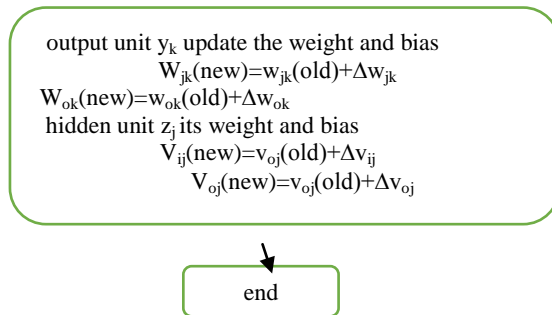 output unit yₖ update the weight and bias
Wⱼₖ(new)=wⱼₖ(old)+Δwⱼₖ
Wₒₖ(new)=wₒₖ(old)+Δwₒₖ
hidden unit zⱼ its weight and bias
Vᵢⱼ(new)=vₒⱼ(old)+Δvᵢⱼ
Vₒⱼ(new)=vₒⱼ(old)+Δvₒⱼ
end